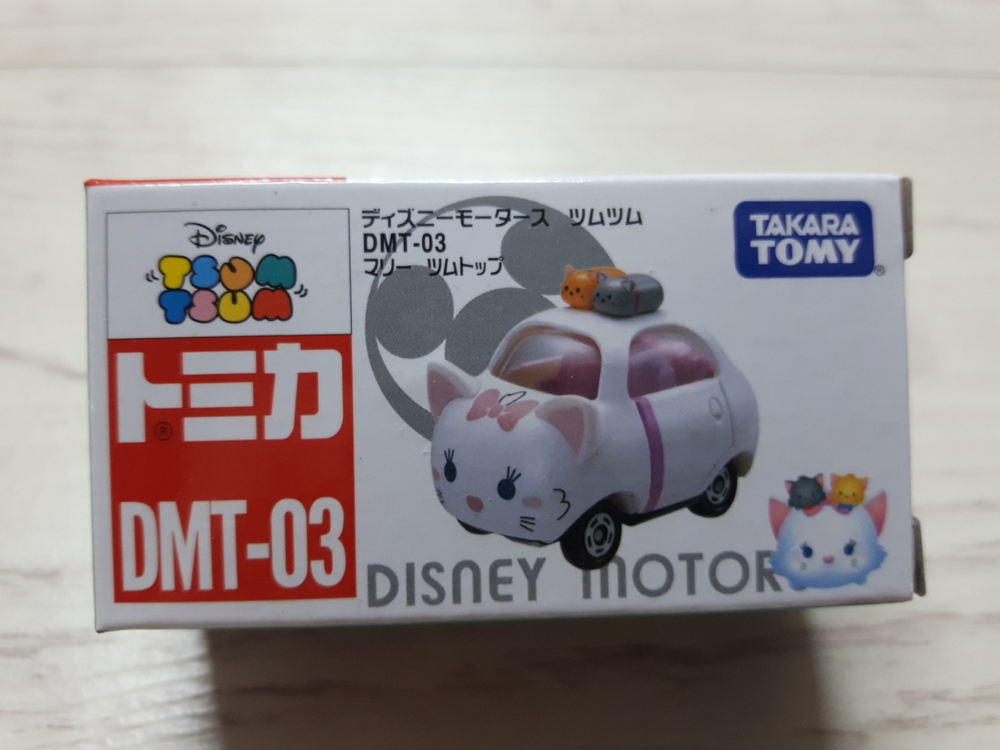 Disney
TSUM
TSUM
トミカ
®
DMT-03
ディズニーモータース ツムツム
DMT-03
マリー ツムトップ
TAKARA
TOMY
®
DISNEY MOTOR